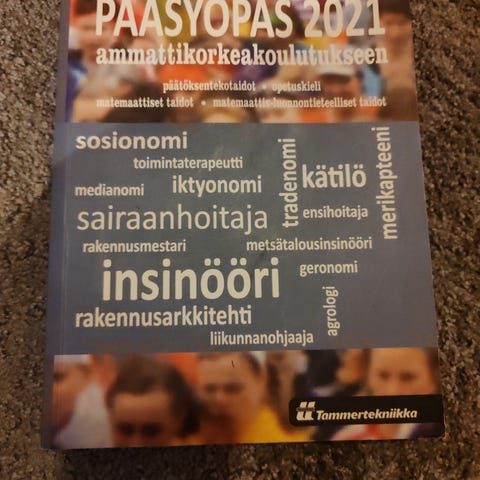 PÄÄSYOPAS 2021
ammattikorkeakoulutukseen
päätöksentekotaidot • opetuskieli
matemaattiset taidot • matemaattis-luonnontieteelliset taidot
sosionomi
toimintaterapeutti
medianomi
iktyonomi
tradenomi
kätilö
merikapteeni
sairaanhoitaja
ensihoitaja
rakennusmestari
metsätalousinsinööri
insinööri
geronomi
rakennusarkkitehti
agrologi
liikunnanohjaaja
Tammertekniikka